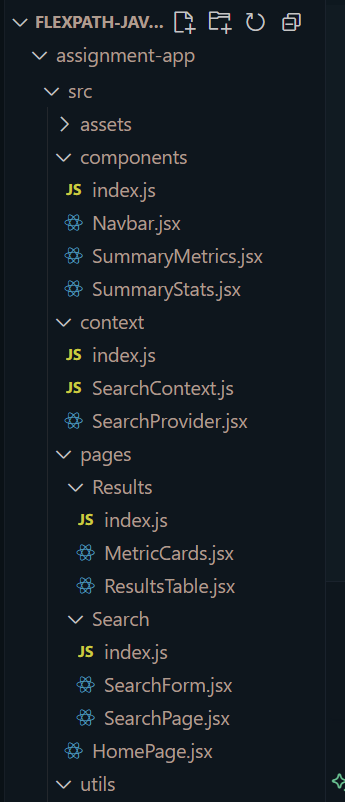 FLEXPATH-JAV...
assignment-app
src
assets
components
JS index.js
Navbar.jsx
SummaryMetrics.jsx
SummaryStats.jsx
context
JS index.js
JS SearchContext.js
SearchProvider.jsx
pages
Results
JS index.js
MetricCards.jsx
ResultsTable.jsx
Search
JS index.js
SearchForm.jsx
SearchPage.jsx
HomePage.jsx
utils